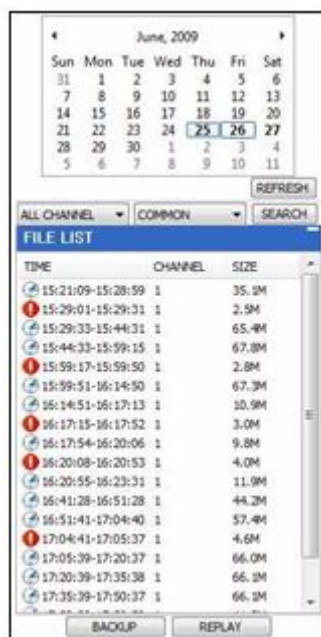 June, 2009
Sun Mon Tue Wed Thu Fri Sat
31 1 2 3 4 5 6
7 8 9 10 11 12 13
14 15 16 17 18 19 20
21 22 23 24 25 26 27
28 29 30 1 2 3 4
5 6 7 8 9 10 11
REFRESH
ALL CHANNEL COMMON SEARCH
FILE LIST
TIME CHANNEL SIZE
15:21:09-15:28:59 1 35.1M
15:29:01-15:29:31 1 2.5M
15:29:33-15:44:31 1 65.4M
15:44:33-15:59:15 1 67.8M
15:59:17-15:59:50 1 2.8M
15:59:51-16:14:50 1 67.3M
16:14:51-16:17:13 1 10.9M
16:17:15-16:17:52 1 3.0M
16:17:54-16:20:06 1 9.8M
16:20:08-16:20:53 1 4.0M
16:20:55-16:23:31 1 11.9M
16:41:28-16:51:28 1 44.2M
16:51:41-17:04:40 1 57.4M
17:04:41-17:05:37 1 4.6M
17:05:39-17:20:37 1 66.0M
17:20:39-17:35:38 1 66.1M
17:35:39-17:50:37 1 66.1M
BACKUP REPLAY